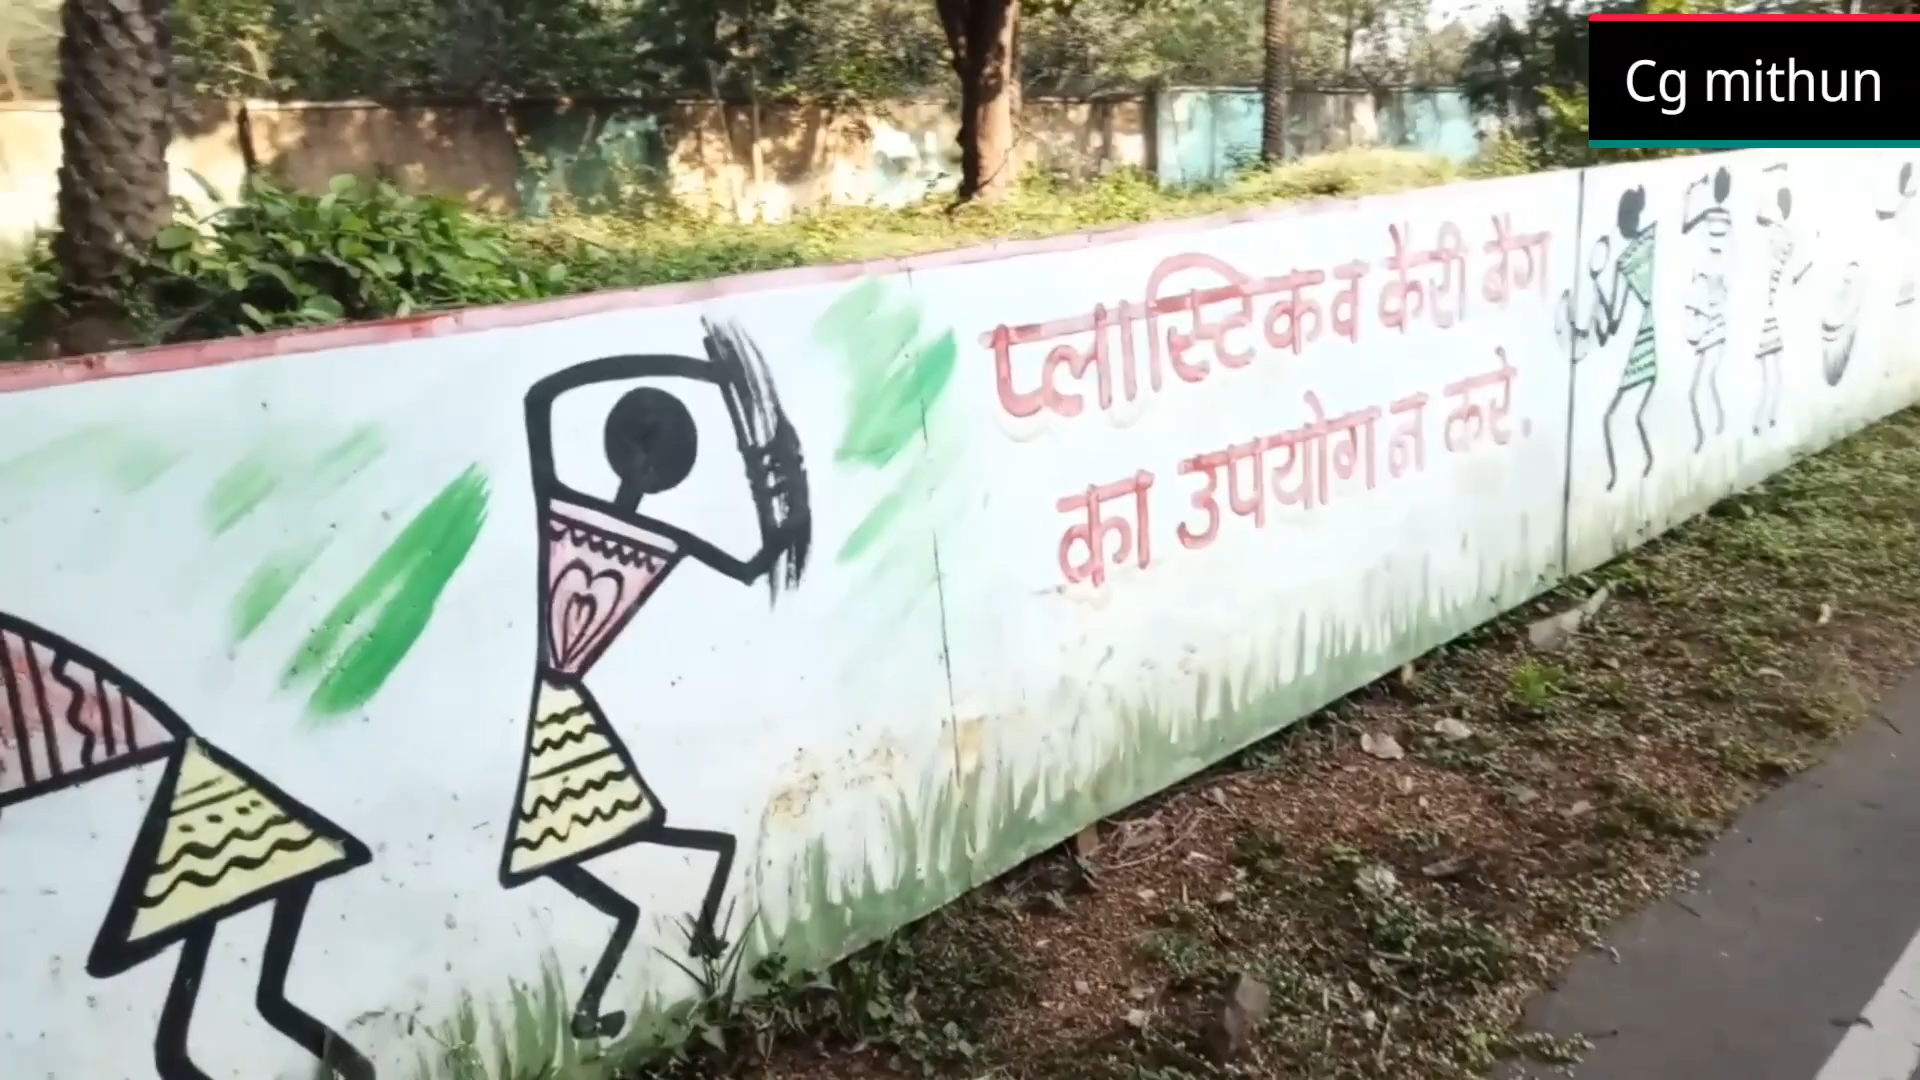 Cg mithun
प्लास्टिक व कैरी बैग
का उपयोग न करे.